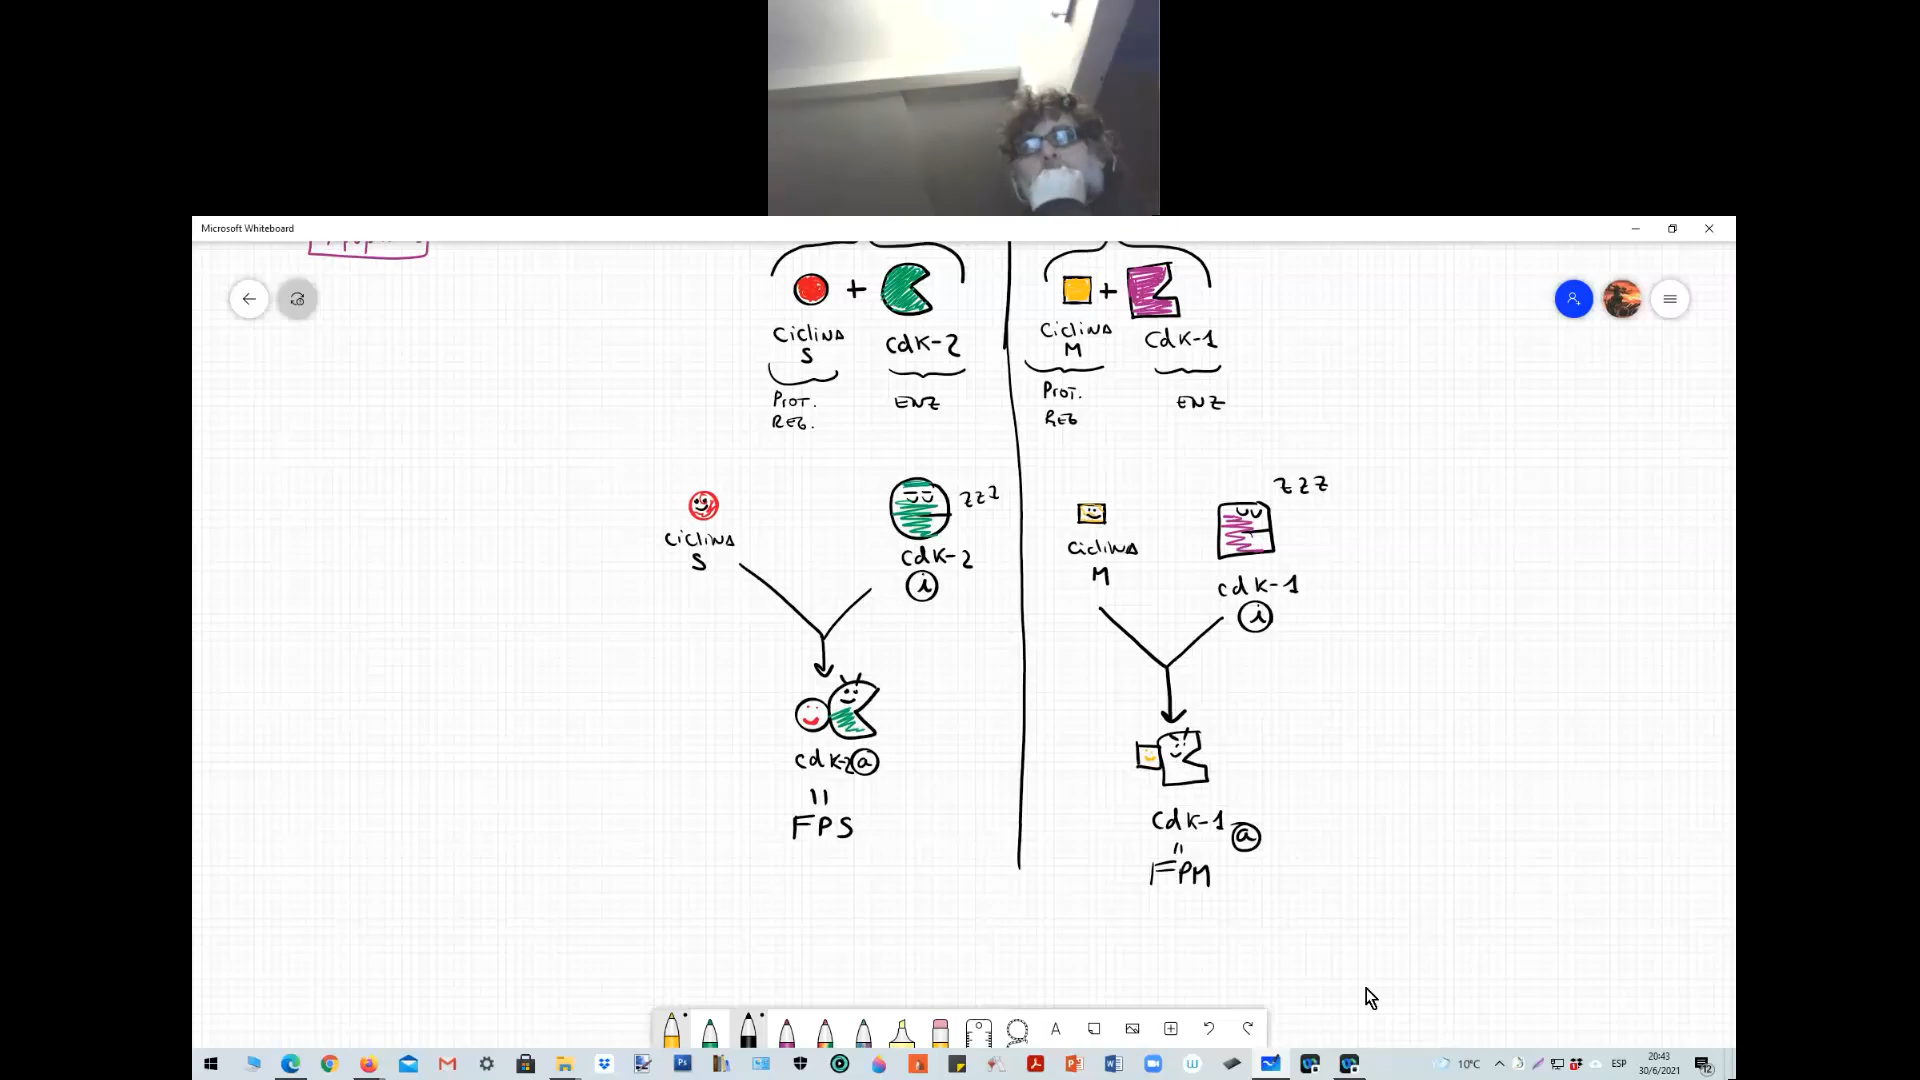 Microsoft Whiteboard
+
+
Ciclina
S
cdk-2
Ciclina
M
Cdk-1
Prot.
Reg.
ENZ
Prot.
Reg
ENZ
zzz
zzz
Ciclina
S
cdk-2
i
Ciclina
M
cdk-1
i
cdk-2 a
=
FPS
cdk-1 a
=
FPM
A
10°C
ESP
20:43
30/6/2021
12